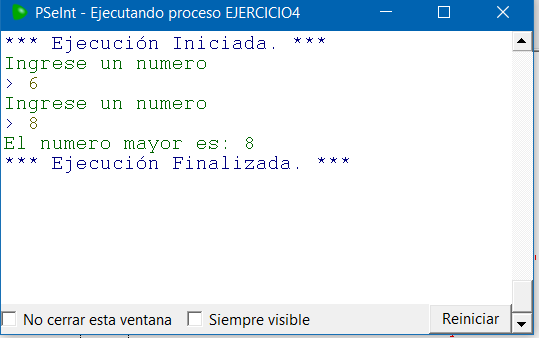 PSeInt - Ejecutando proceso EJERCICIO4
*** Ejecución Iniciada. ***
Ingrese un numero
> 6
Ingrese un numero
> 8
El numero mayor es: 8
*** Ejecución Finalizada. ***
No cerrar esta ventana Siempre visible Reiniciar